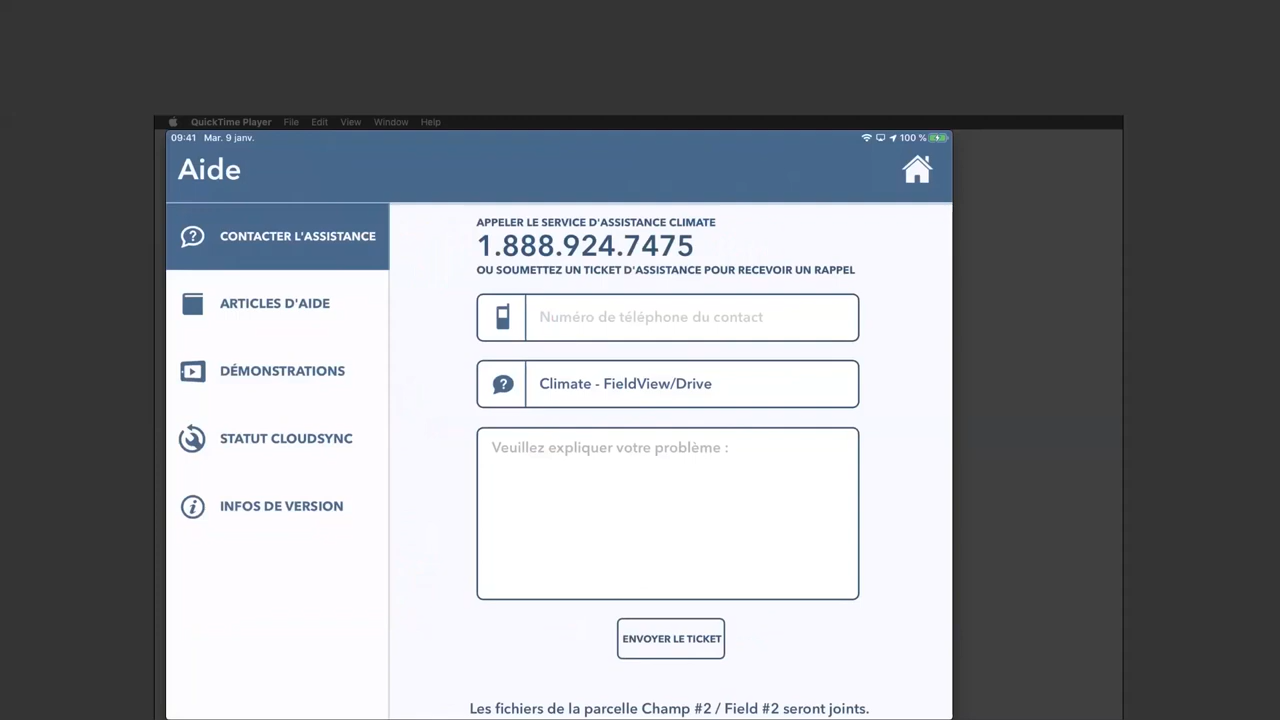 QuickTime Player File Edit View Window Help
09:41 Mar. 9 janv. 100 %
Aide
CONTACTER L'ASSISTANCE
ARTICLES D'AIDE
DÉMONSTRATIONS
STATUT CLOUDSYNC
INFOS DE VERSION
APPELER LE SERVICE D'ASSISTANCE CLIMATE
1.888.924.7475
OU SOUMETTEZ UN TICKET D'ASSISTANCE POUR RECEVOIR UN RAPPEL
Numéro de téléphone du contact
Climate - FieldView/Drive
Veuillez expliquer votre problème :
ENVOYER LE TICKET
Les fichiers de la parcelle Champ #2 / Field #2 seront joints.